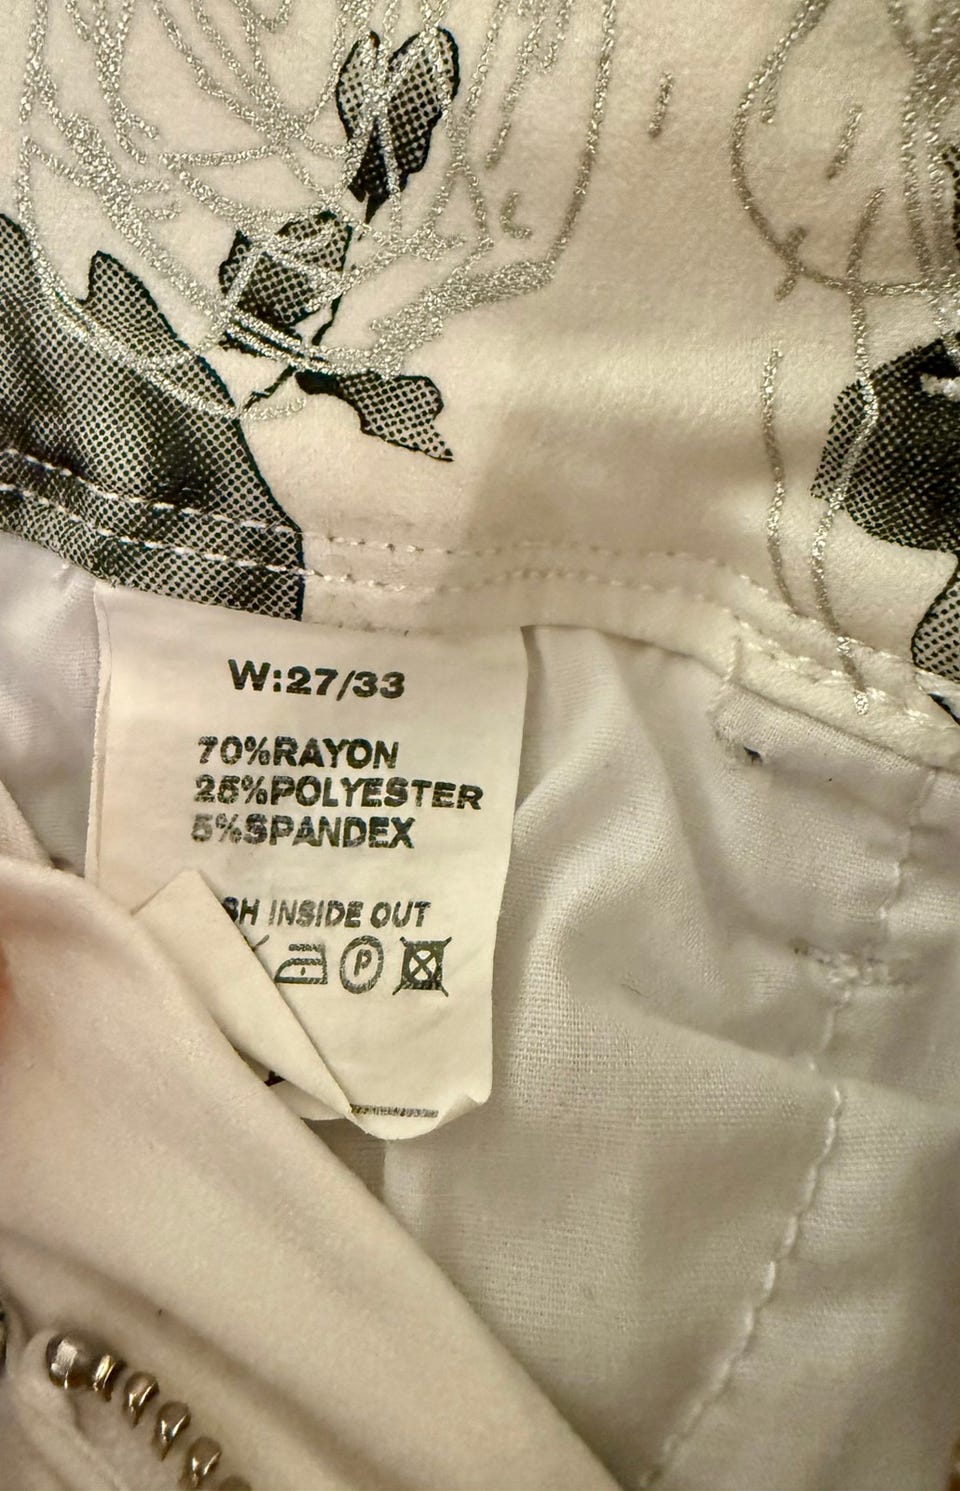 W:27/33
70%RAYON
25%POLYESTER
5%SPANDEX
INSIDE OUT
P